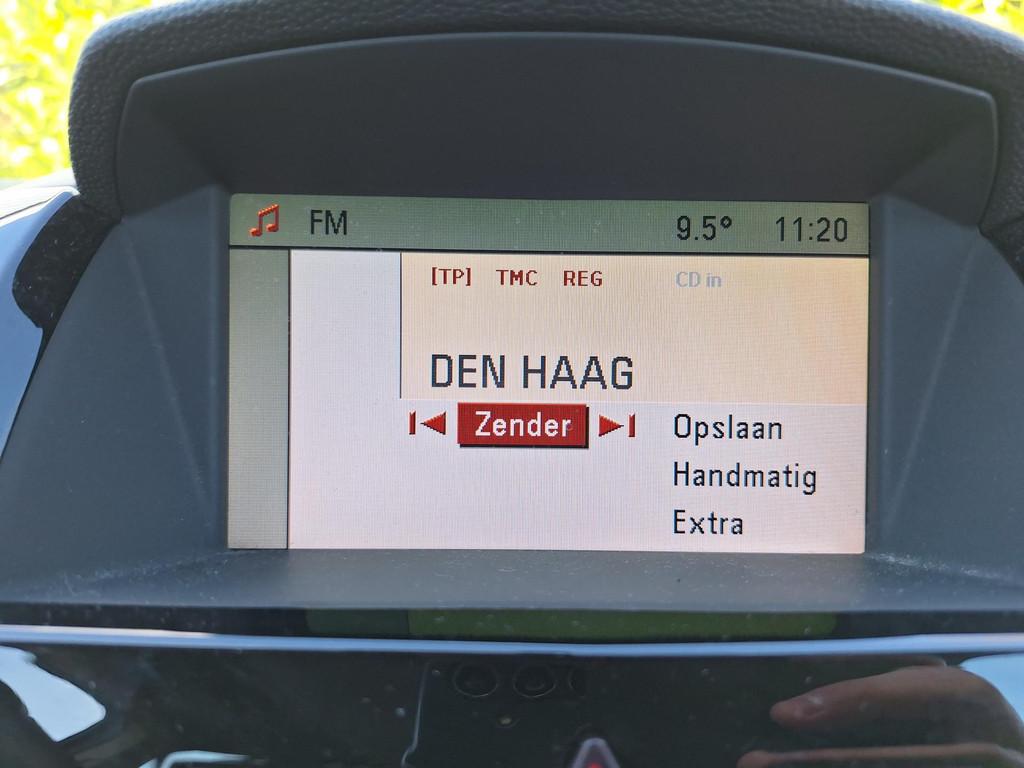 FM 9.5° 11:20
[TP] TMC REG CD in
DEN HAAG
Zender
Opslaan
Handmatig
Extra